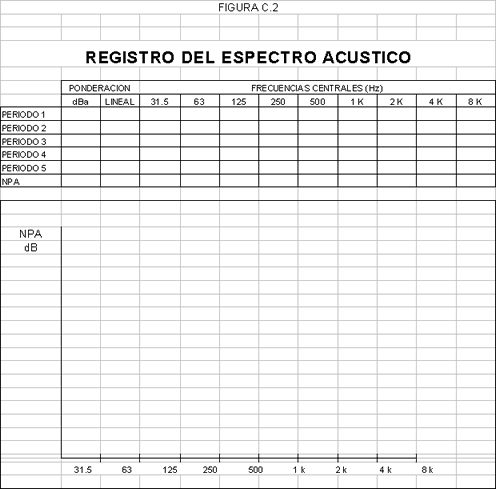 FIGURA C.2
REGISTRO DEL ESPECTRO ACUSTICO
PONDERACION FRECUENCIAS CENTRALES (Hz)
dBa LINEAL 31.5 63 125 250 500 1 K 2 K 4 K 8 K
PERIODO 1
PERIODO 2
PERIODO 3
PERIODO 4
PERIODO 5
NPA
NPA
dB
31.5 63 125 250 500 1 k 2 k 4 k 8 k